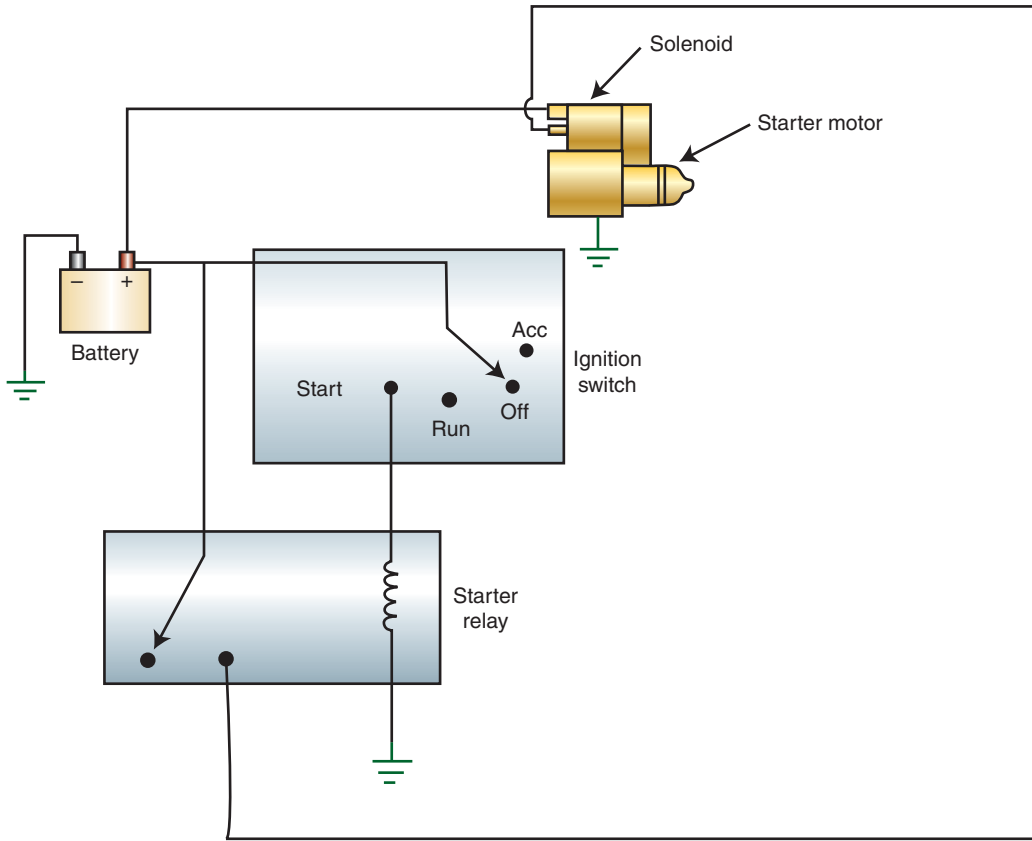 Solenoid
Starter motor
– +
Battery
Acc
Ignition
switch
Start
Off
Run
Starter
relay